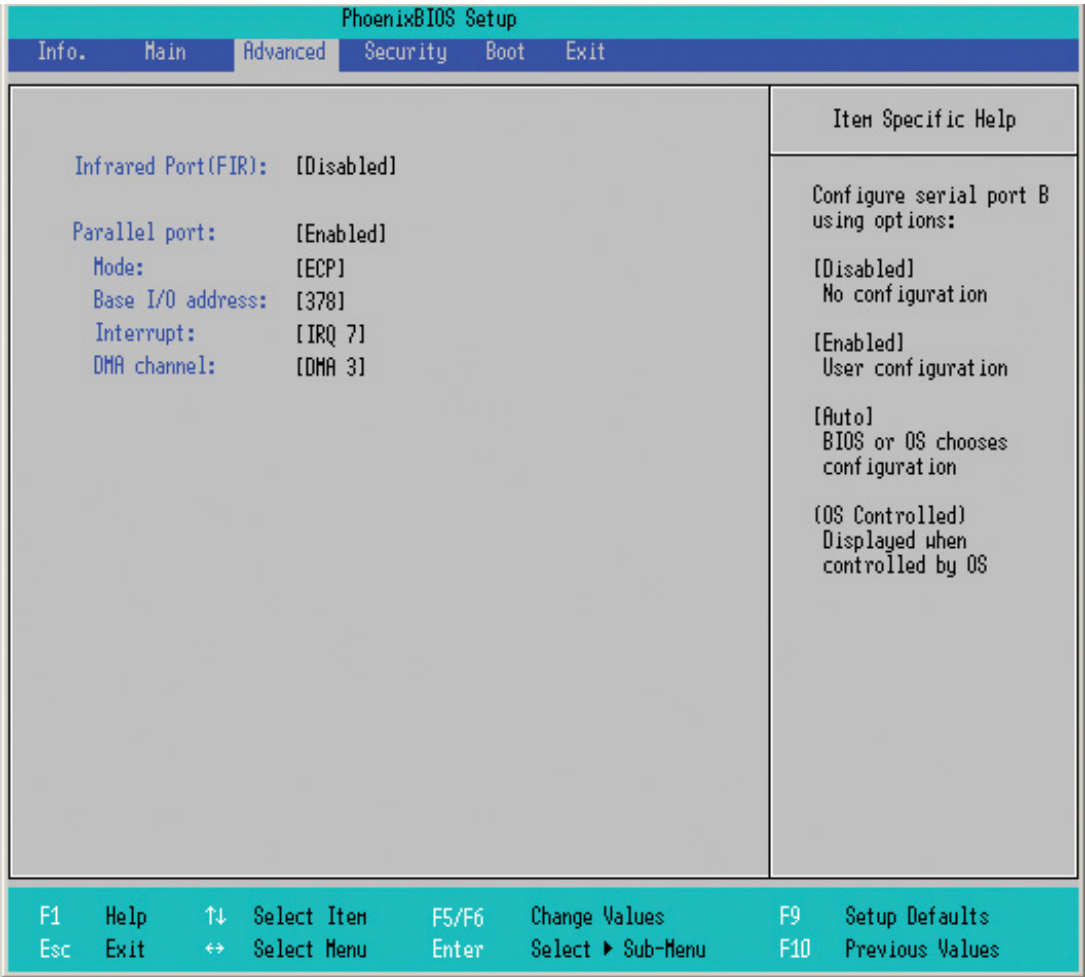 PhoenixBIOS Setup
Info. Main Advanced Security Boot Exit
Infrared Port(FIR): [Disabled]
Parallel port: [Enabled]
Mode: [ECP]
Base I/O address: [378]
Interrupt: [IRQ 7]
DMA channel: [DMA 3]
Item Specific Help
Configure serial port B
using options:
[Disabled]
No configuration
[Enabled]
User configuration
[Auto]
BIOS or OS chooses
configuration
(OS Controlled)
Displayed when
controlled by OS
F1 Help ↑↓ Select Item F5/F6 Change Values F9 Setup Defaults
Esc Exit ↔ Select Menu Enter Select ▶ Sub-Menu F10 Previous Values